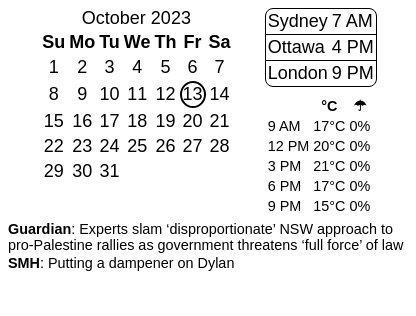 October 2023
Su Mo Tu We Th Fr Sa
1 2 3 4 5 6 7
8 9 10 11 12 13 14
15 16 17 18 19 20 21
22 23 24 25 26 27 28
29 30 31
Sydney 7 AM
Ottawa 4 PM
London 9 PM
°C ☂
9 AM 17°C 0%
12 PM 20°C 0%
3 PM 21°C 0%
6 PM 17°C 0%
9 PM 15°C 0%
Guardian: Experts slam ‘disproportionate’ NSW approach to
pro-Palestine rallies as government threatens ‘full force’ of law
SMH: Putting a dampener on Dylan